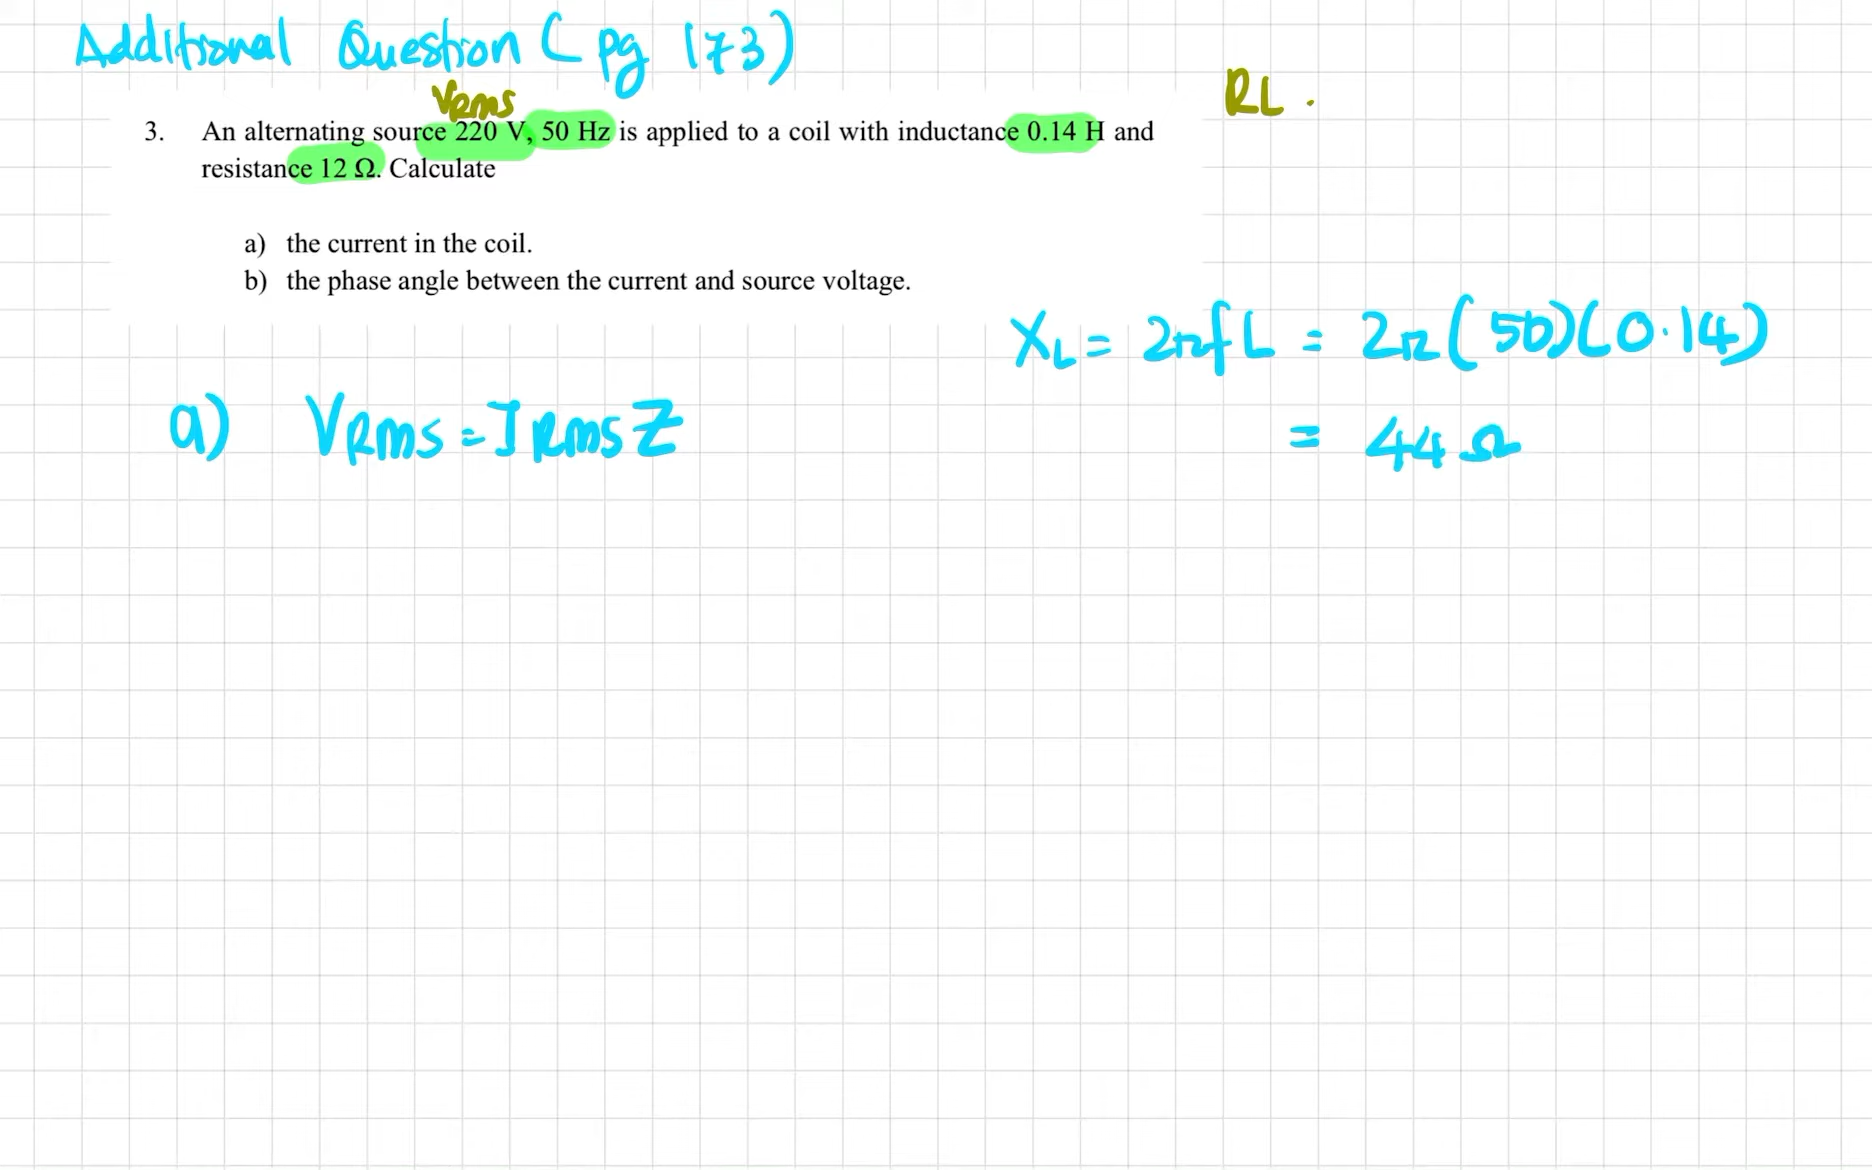 Additional Question (pg 173)
VRMS
RL.
3. An alternating source 220 V, 50 Hz is applied to a coil with inductance 0.14 H and
resistance 12 Ω. Calculate
a) the current in the coil.
b) the phase angle between the current and source voltage.
XL = 2πfL = 2π(50)(0.14)
= 44 Ω
a) VRMS = IRMS Z